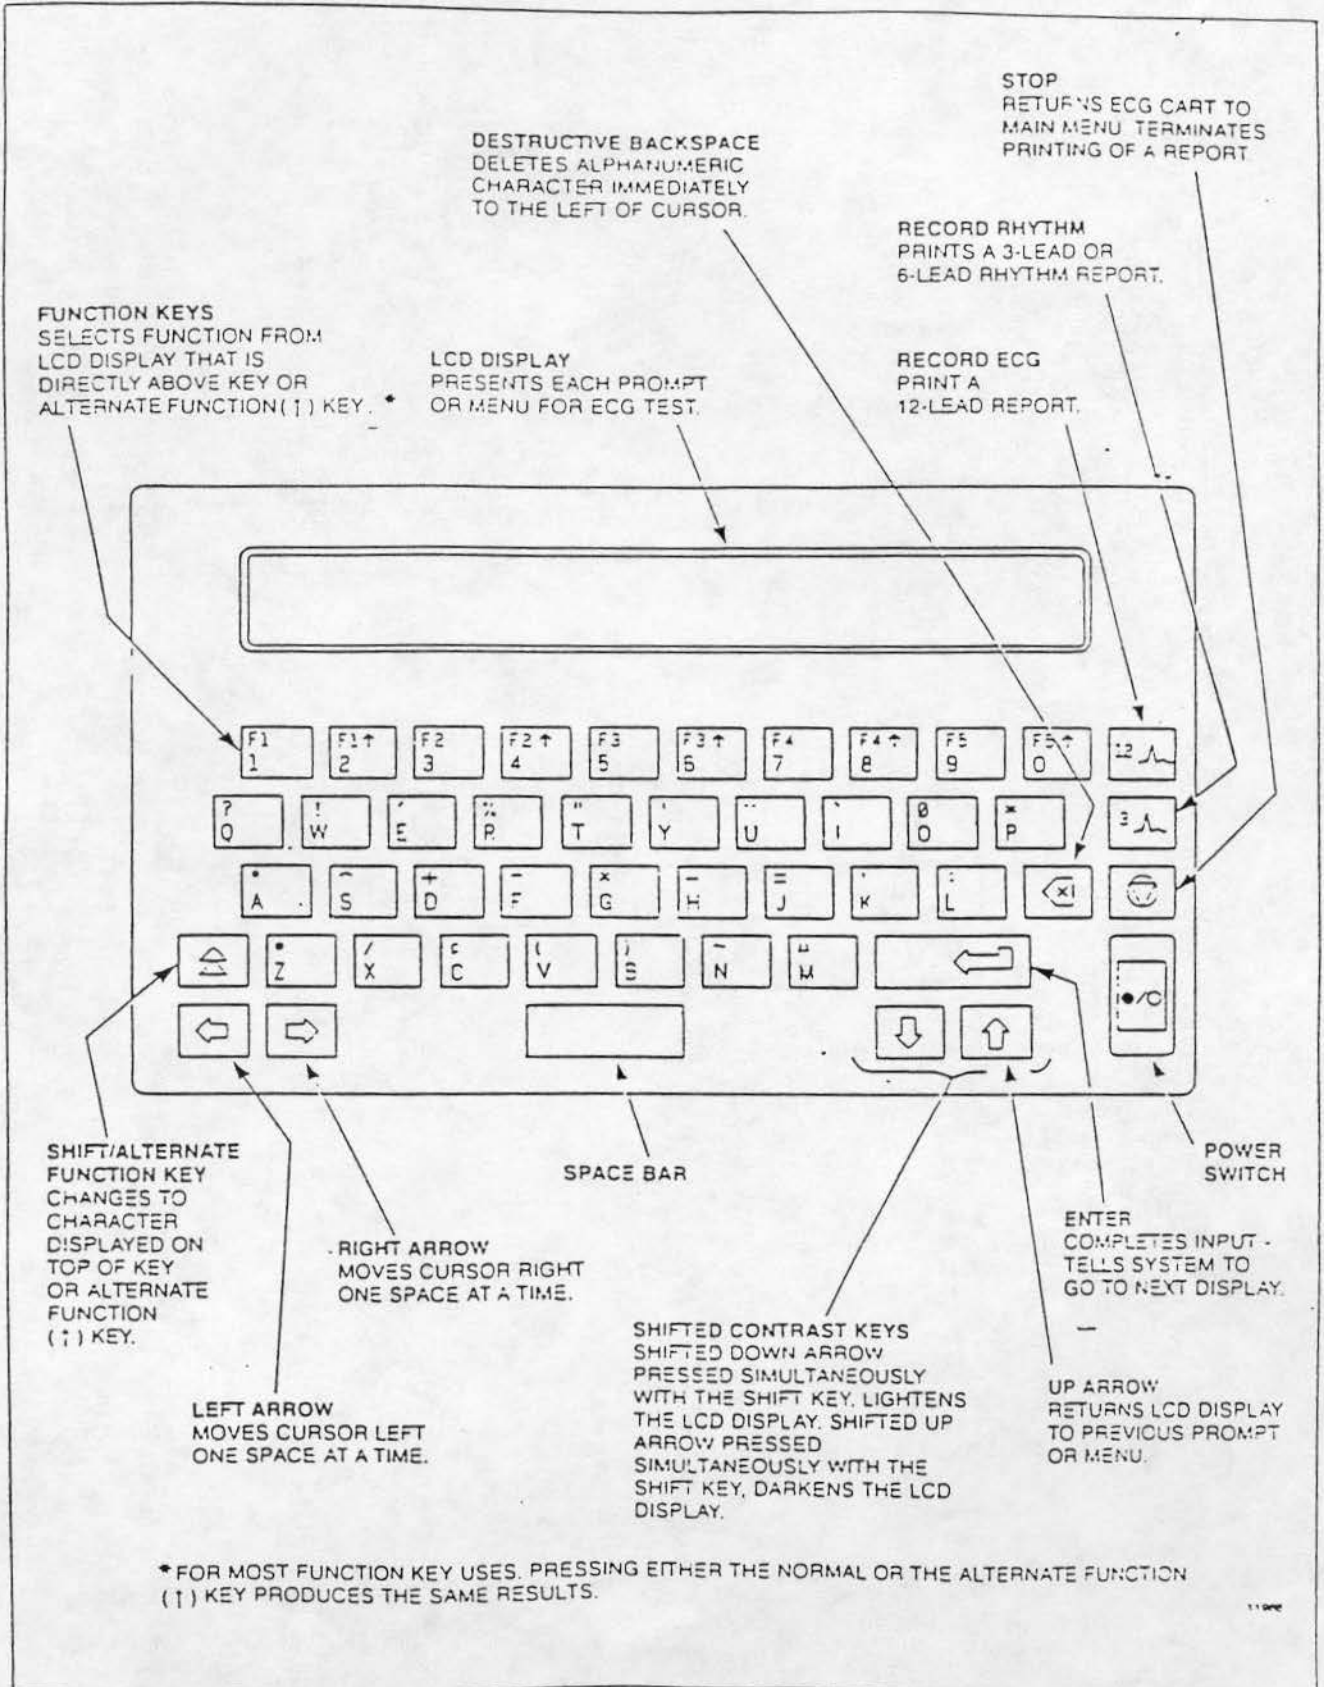 STOP
RETURNS ECG CART TO
MAIN MENU. TERMINATES
PRINTING OF A REPORT.
DESTRUCTIVE BACKSPACE
DELETES ALPHANUMERIC
CHARACTER IMMEDIATELY
TO THE LEFT OF CURSOR.
RECORD RHYTHM
PRINTS A 3-LEAD OR
6-LEAD RHYTHM REPORT.
FUNCTION KEYS
SELECTS FUNCTION FROM
LCD DISPLAY THAT IS
DIRECTLY ABOVE KEY OR
ALTERNATE FUNCTION (↑) KEY. *
LCD DISPLAY
PRESENTS EACH PROMPT
OR MENU FOR ECG TEST.
RECORD ECG
PRINT A
12-LEAD REPORT.
F1 F1↑ F2 F2↑ F3 F3↑ F4 F4↑ F5 F5↑ 12
1 2 3 4 5 6 7 8 9 0
? ! ´ % " ' ¨ ` Ø * 3
Q W E R T Y U I O P
+ − × – = ' :
A S D F G H J K L
/ ( ) µ
Z X C V B N M
SHIFT/ALTERNATE
FUNCTION KEY
CHANGES TO
CHARACTER
DISPLAYED ON
TOP OF KEY
OR ALTERNATE
FUNCTION
(↑) KEY.
SPACE BAR
POWER
SWITCH
RIGHT ARROW
MOVES CURSOR RIGHT
ONE SPACE AT A TIME.
ENTER
COMPLETES INPUT -
TELLS SYSTEM TO
GO TO NEXT DISPLAY.
LEFT ARROW
MOVES CURSOR LEFT
ONE SPACE AT A TIME.
SHIFTED CONTRAST KEYS
SHIFTED DOWN ARROW
PRESSED SIMULTANEOUSLY
WITH THE SHIFT KEY, LIGHTENS
THE LCD DISPLAY. SHIFTED UP
ARROW PRESSED
SIMULTANEOUSLY WITH THE
SHIFT KEY, DARKENS THE LCD
DISPLAY.
UP ARROW
RETURNS LCD DISPLAY
TO PREVIOUS PROMPT
OR MENU.
*FOR MOST FUNCTION KEY USES. PRESSING EITHER THE NORMAL OR THE ALTERNATE FUNCTION
(↑) KEY PRODUCES THE SAME RESULTS.